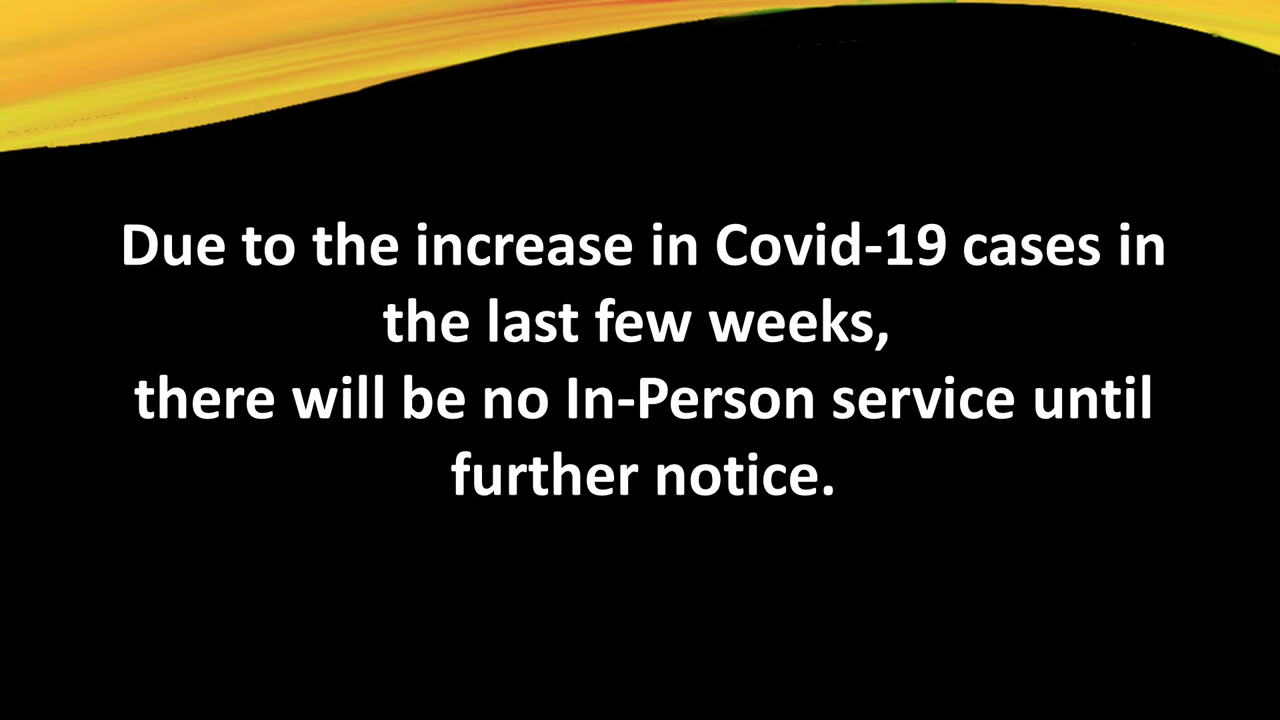 Due to the increase in Covid-19 cases in
the last few weeks,
there will be no In-Person service until
further notice.